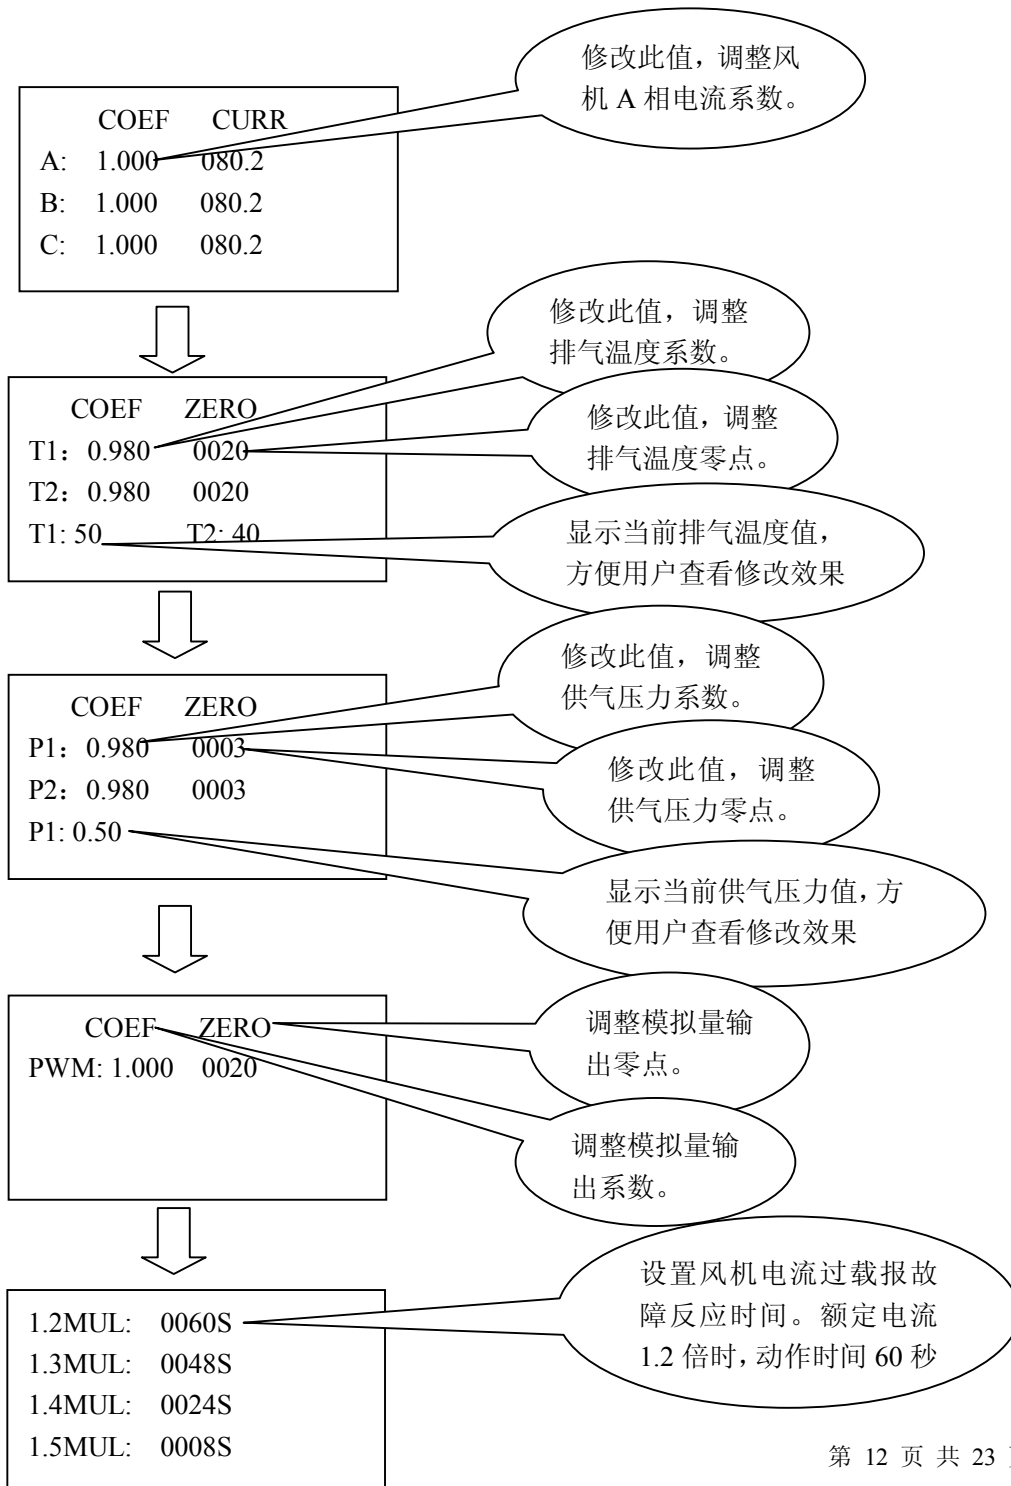 修改此值，调整风
机 A 相电流系数。
COEF CURR
A: 1.000 080.2
B: 1.000 080.2
C: 1.000 080.2
修改此值，调整
排气温度系数。
COEF ZERO
T1：0.980 0020
T2：0.980 0020
T1: 50 T2: 40
修改此值，调整
排气温度零点。
显示当前排气温度值，
方便用户查看修改效果
修改此值，调整
供气压力系数。
COEF ZERO
P1：0.980 0003
P2：0.980 0003
P1: 0.50
修改此值，调整
供气压力零点。
显示当前供气压力值，方
便用户查看修改效果
COEF ZERO
PWM: 1.000 0020
调整模拟量输
出零点。
调整模拟量输
出系数。
设置风机电流过载报故
障反应时间。额定电流
1.2 倍时，动作时间 60 秒
1.2MUL: 0060S
1.3MUL: 0048S
1.4MUL: 0024S
1.5MUL: 0008S
第 12 页 共 23